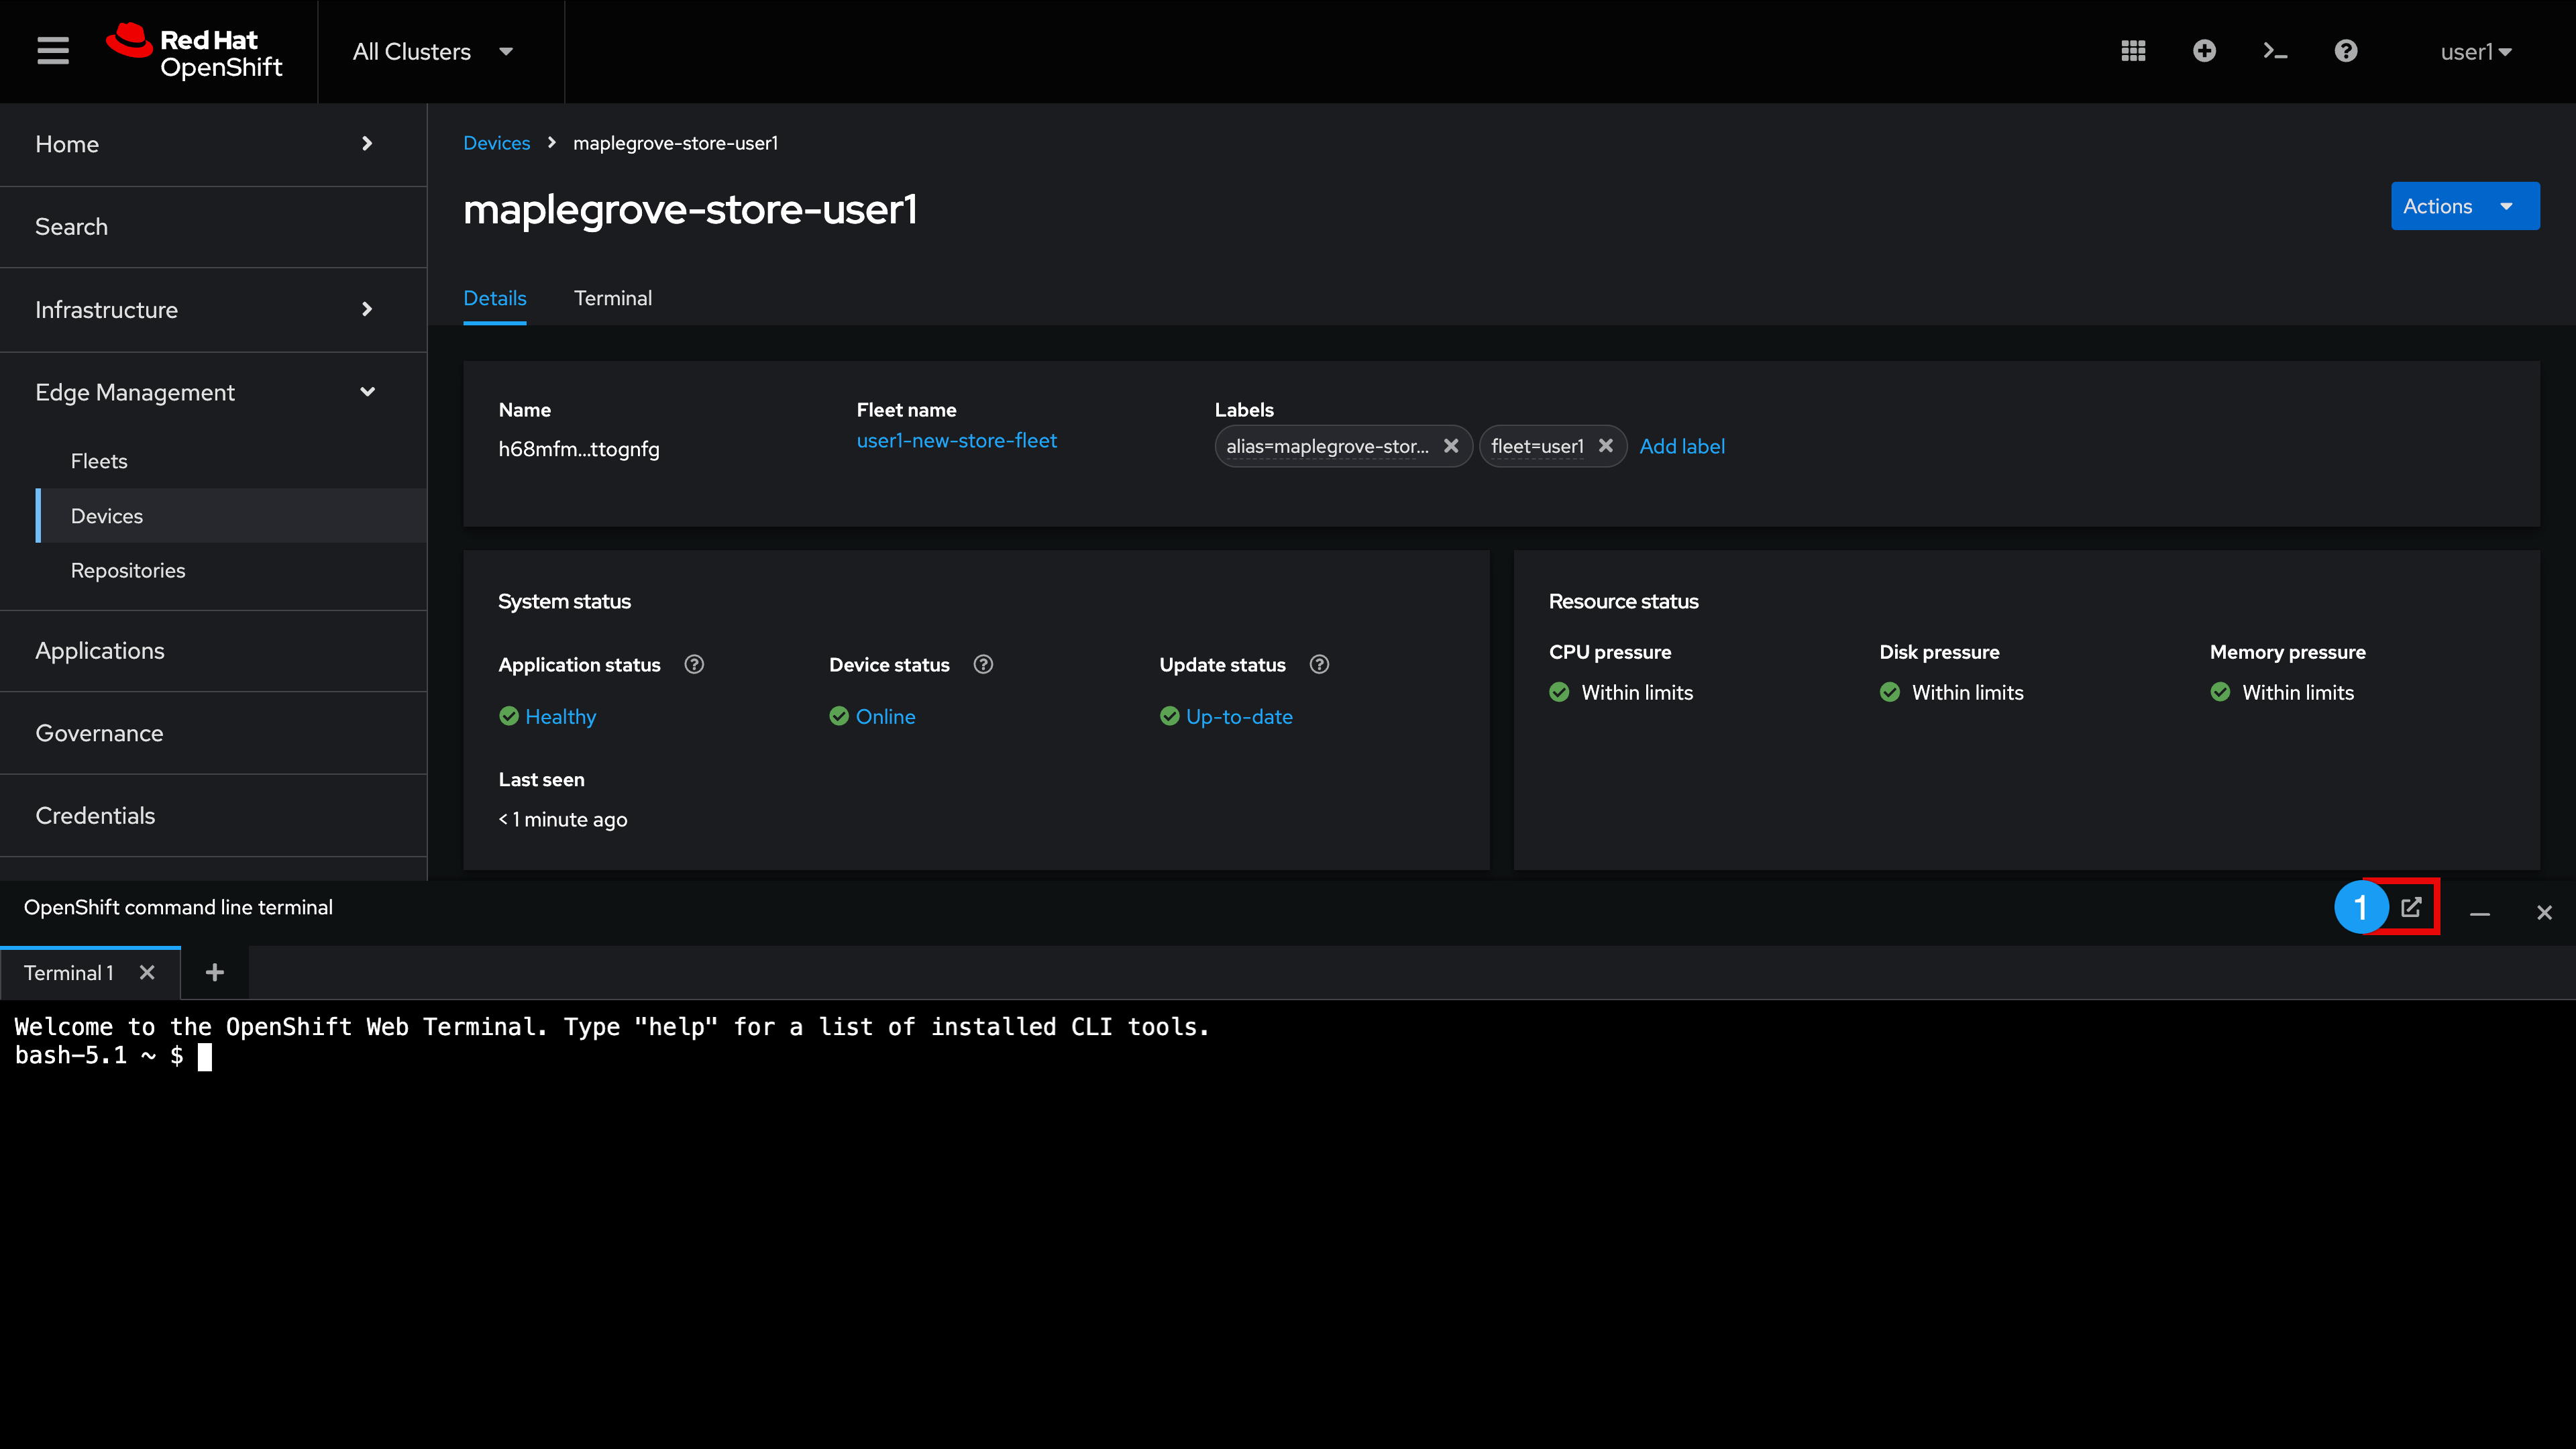 Red Hat
OpenShift
All Clusters
user1
Home
Search
Infrastructure
Edge Management
Fleets
Devices
Repositories
Applications
Governance
Credentials
Devices
maplegrove-store-user1
maplegrove-store-user1
Actions
Details
Terminal
Name
h68mfm...ttognfg
Fleet name
user1-new-store-fleet
Labels
alias=maplegrove-stor...
fleet=user1
Add label
System status
Application status
Healthy
Device status
Online
Update status
Up-to-date
Last seen
< 1 minute ago
Resource status
CPU pressure
Within limits
Disk pressure
Within limits
Memory pressure
Within limits
OpenShift command line terminal
1
Terminal 1
Welcome to the OpenShift Web Terminal. Type "help" for a list of installed CLI tools.
bash-5.1 ~ $